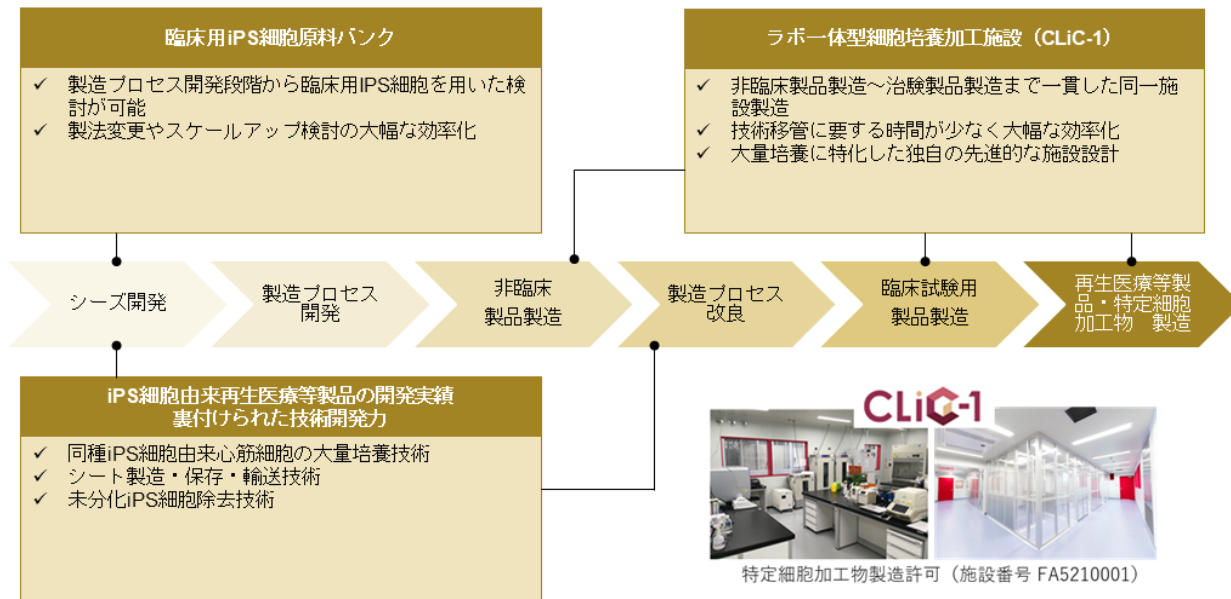 臨床用iPS細胞原料バンク
✓ 製造プロセス開発段階から臨床用IPS細胞を用いた検
討が可能
✓ 製法変更やスケールアップ検討の大幅な効率化
ラボ一体型細胞培養加工施設（CLiC-1）
✓ 非臨床製品製造～治験製品製造まで一貫した同一施
設製造
✓ 技術移管に要する時間が少なく大幅な効率化
✓ 大量培養に特化した独自の先進的な施設設計
シーズ開発
製造プロセス
開発
非臨床
製品製造
製造プロセス
改良
臨床試験用
製品製造
再生医療等製
品・特定細胞
加工物　製造
iPS細胞由来再生医療等製品の開発実績
裏付けられた技術開発力
✓ 同種iPS細胞由来心筋細胞の大量培養技術
✓ シート製造・保存・輸送技術
✓ 未分化iPS細胞除去技術
CLiC-1
特定細胞加工物製造許可（施設番号 FA5210001）